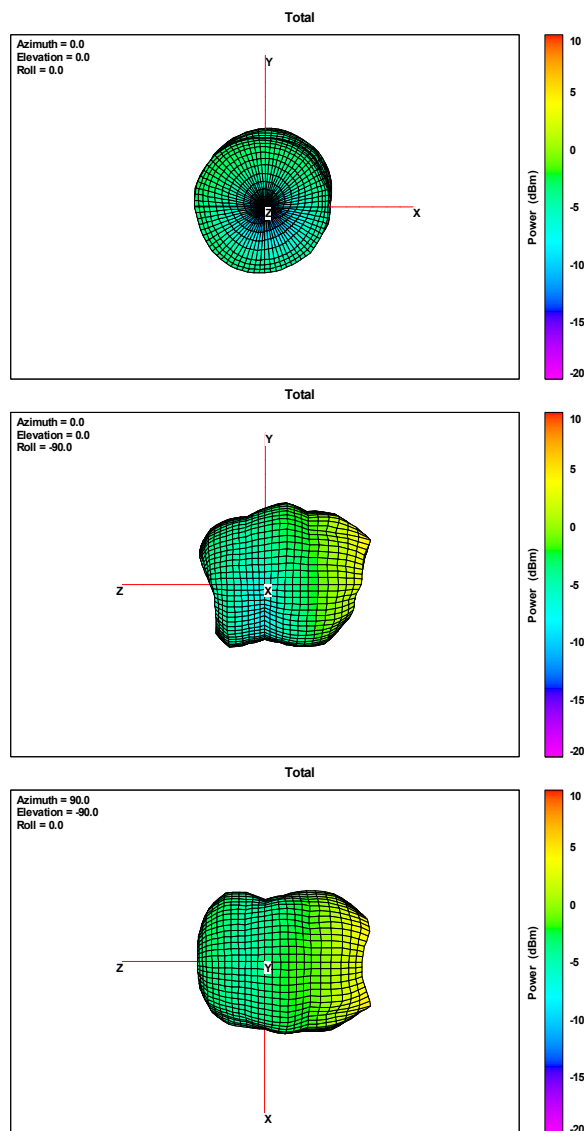 Total
Azimuth = 0.0
Elevation = 0.0
Roll = 0.0
Y
Z
X
10
5
0
-5
-10
-15
-20
Power (dBm)
Total
Azimuth = 0.0
Elevation = 0.0
Roll = -90.0
Y
Z
X
10
5
0
-5
-10
-15
-20
Power (dBm)
Total
Azimuth = 90.0
Elevation = -90.0
Roll = 0.0
Z
Y
X
10
5
0
-5
-10
-15
-20
Power (dBm)